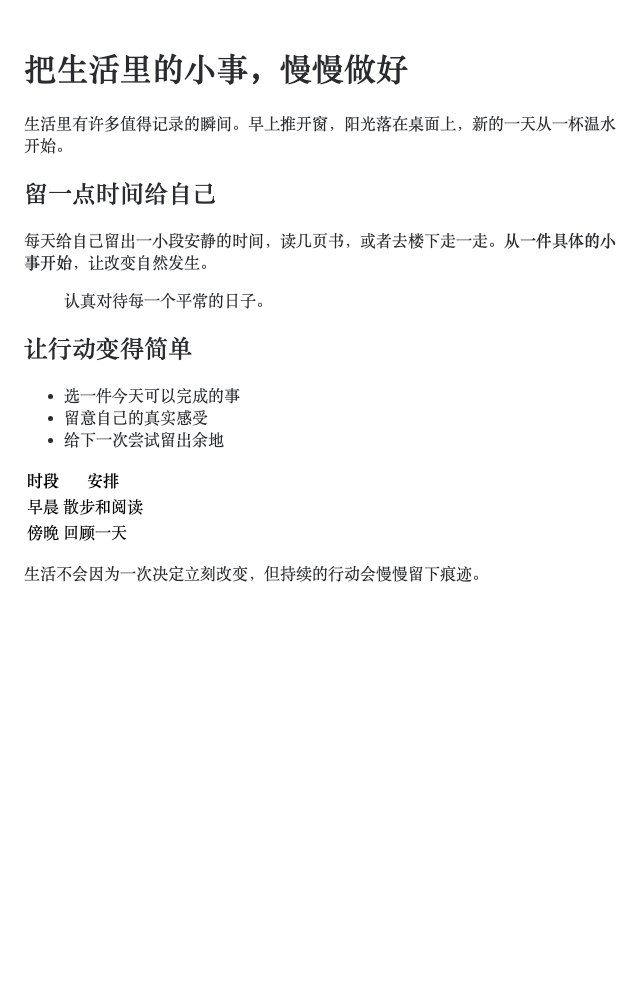 把生活里的小事，慢慢做好
生活里有许多值得记录的瞬间。早上推开窗，阳光落在桌面上，新的一天从一杯温水
开始。
留一点时间给自己
每天给自己留出一小段安静的时间，读几页书，或者去楼下走一走。从一件具体的小
事开始，让改变自然发生。
认真对待每一个平常的日子。
让行动变得简单
• 选一件今天可以完成的事
• 留意自己的真实感受
• 给下一次尝试留出余地
时段 安排
早晨 散步和阅读
傍晚 回顾一天
生活不会因为一次决定立刻改变，但持续的行动会慢慢留下痕迹。